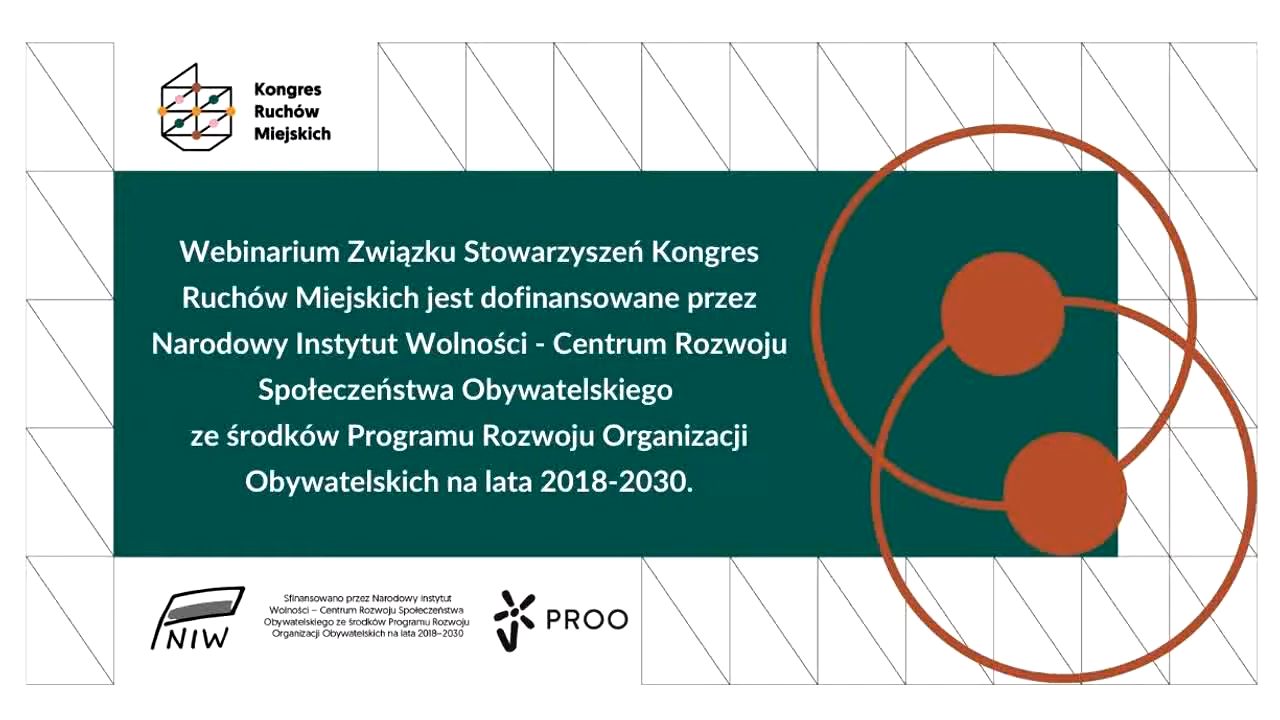 Kongres
Ruchów
Miejskich
Webinarium Związku Stowarzyszeń Kongres
Ruchów Miejskich jest dofinansowane przez
Narodowy Instytut Wolności - Centrum Rozwoju
Społeczeństwa Obywatelskiego
ze środków Programu Rozwoju Organizacji
Obywatelskich na lata 2018-2030.
NIW
Sfinansowano przez Narodowy Instytut
Wolności – Centrum Rozwoju Społeczeństwa
Obywatelskiego ze środków Programu Rozwoju
Organizacji Obywatelskich na lata 2018–2030
PROO